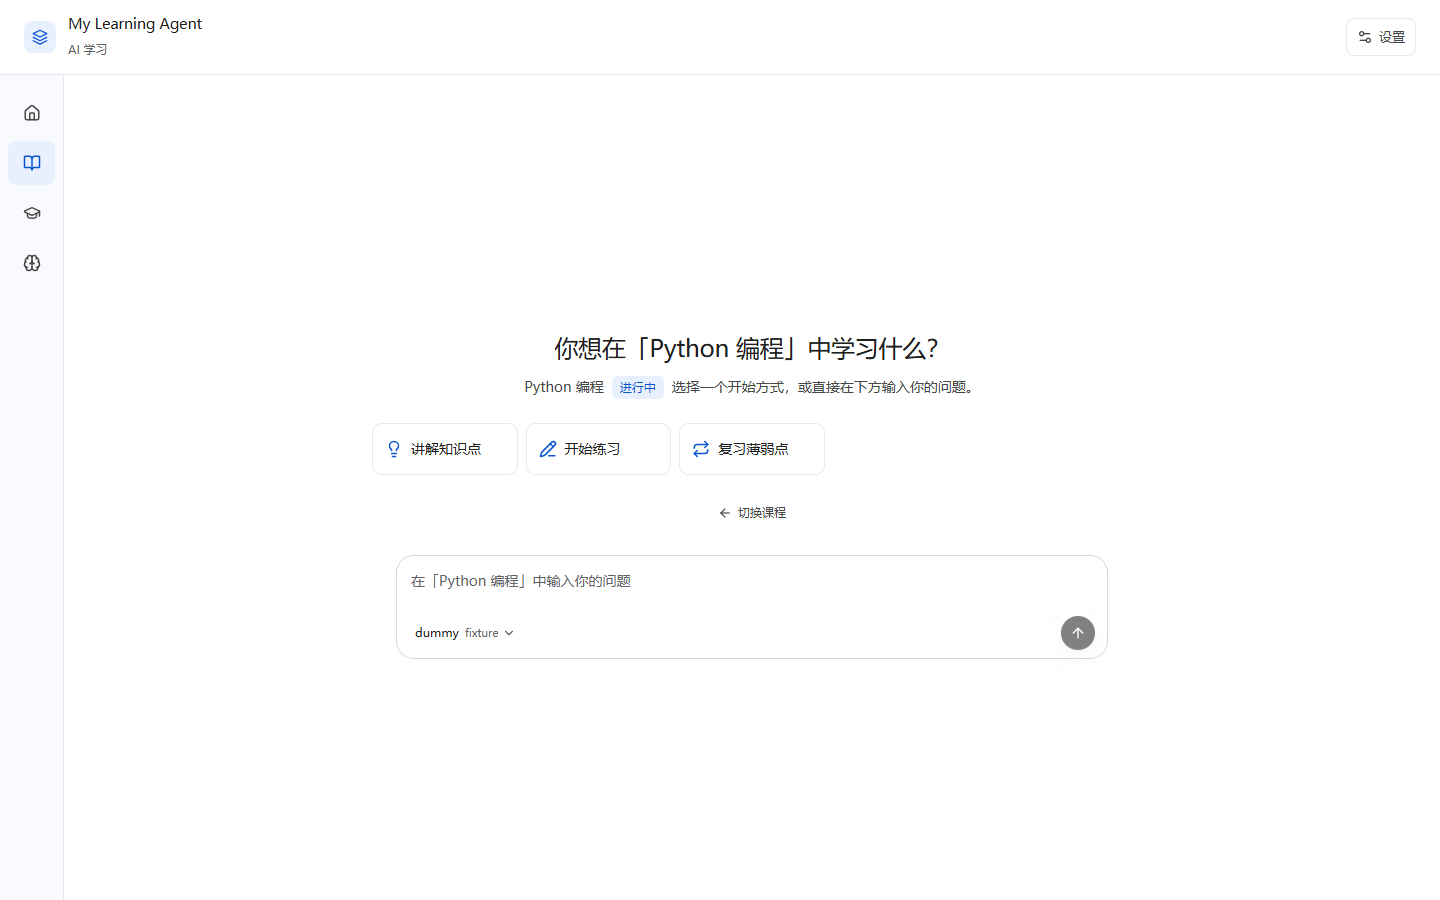 My Learning Agent
AI 学习
设置
你想在「Python 编程」中学习什么？
Python 编程 进行中 选择一个开始方式，或直接在下方输入你的问题。
讲解知识点
开始练习
复习薄弱点
切换课程
在「Python 编程」中输入你的问题
dummy fixture